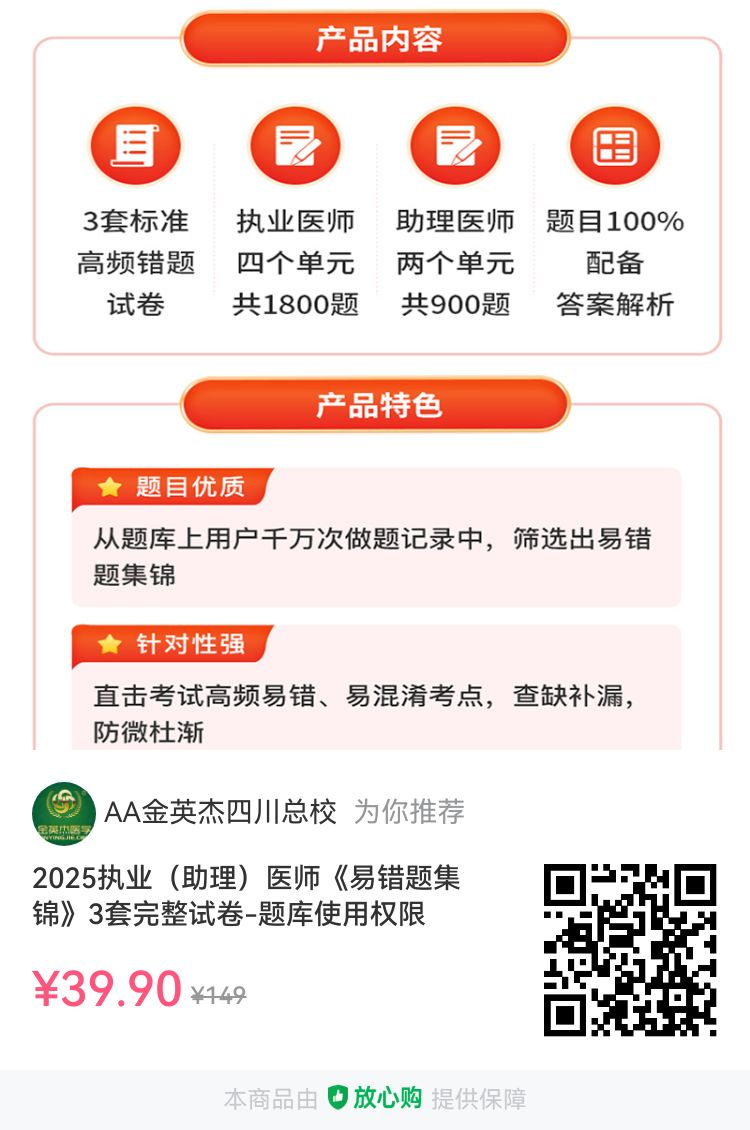 产品内容
3套标准
高频错题
试卷
执业医师
四个单元
共1800题
助理医师
两个单元
共900题
题目100%
配备
答案解析
产品特色
题目优质
从题库上用户千万次做题记录中，筛选出易错
题集锦
针对性强
直击考试高频易错、易混淆考点，查缺补漏，
防微杜渐
金英杰医学
AA金英杰四川总校 为你推荐
2025执业（助理）医师《易错题集
锦》3套完整试卷-题库使用权限
¥39.90 ¥149
本商品由 放心购 提供保障